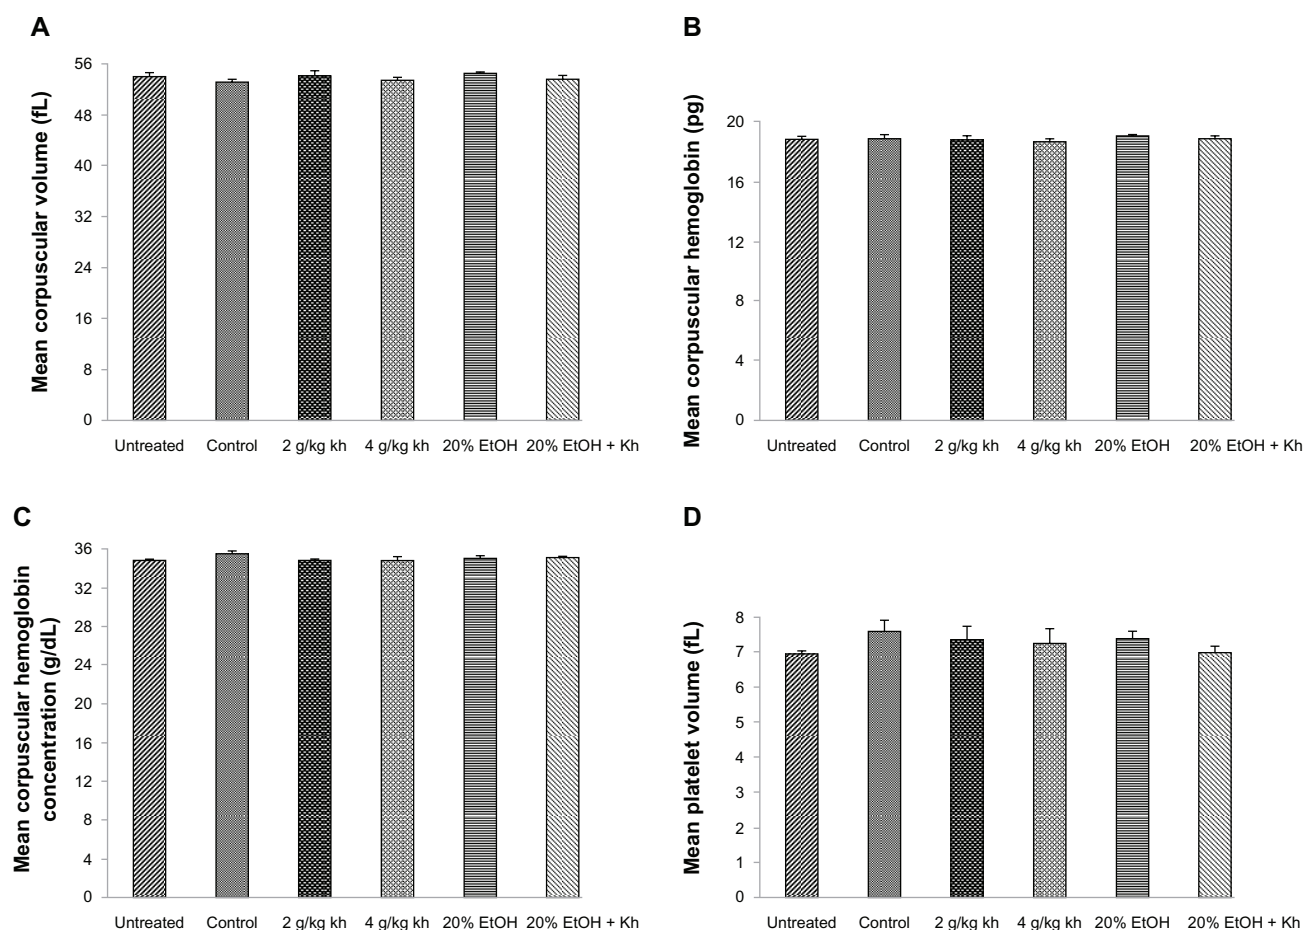 A
Mean corpuscular volume (fL)
56
48
40
32
24
16
8
0
Untreated Control 2 g/kg kh 4 g/kg kh 20% EtOH 20% EtOH + Kh
B
Mean corpuscular hemoglobin (pg)
20
16
12
8
4
0
Untreated Control 2 g/kg kh 4 g/kg kh 20% EtOH 20% EtOH + Kh
C
Mean corpuscular hemoglobin
concentration (g/dL)
36
32
28
24
20
16
12
8
4
0
Untreated Control 2 g/kg kh 4 g/kg kh 20% EtOH 20% EtOH + Kh
D
Mean platelet volume (fL)
8
7
6
5
4
3
2
1
0
Untreated Control 2 g/kg kh 4 g/kg kh 20% EtOH 20% EtOH + Kh